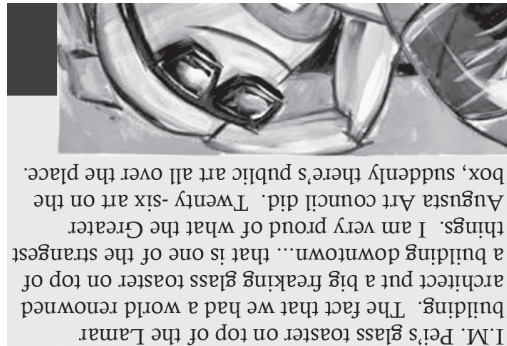 I.M. Pei's glass toaster on top of the Lamar
building. The fact that we had a world renowned
architect put a big freaking glass toaster on top of
a building downtown... that is one of the strangest
things. I am very proud of what the Greater
Augusta Art council did. Twenty -six art on the
box, suddenly there's public art all over the place.